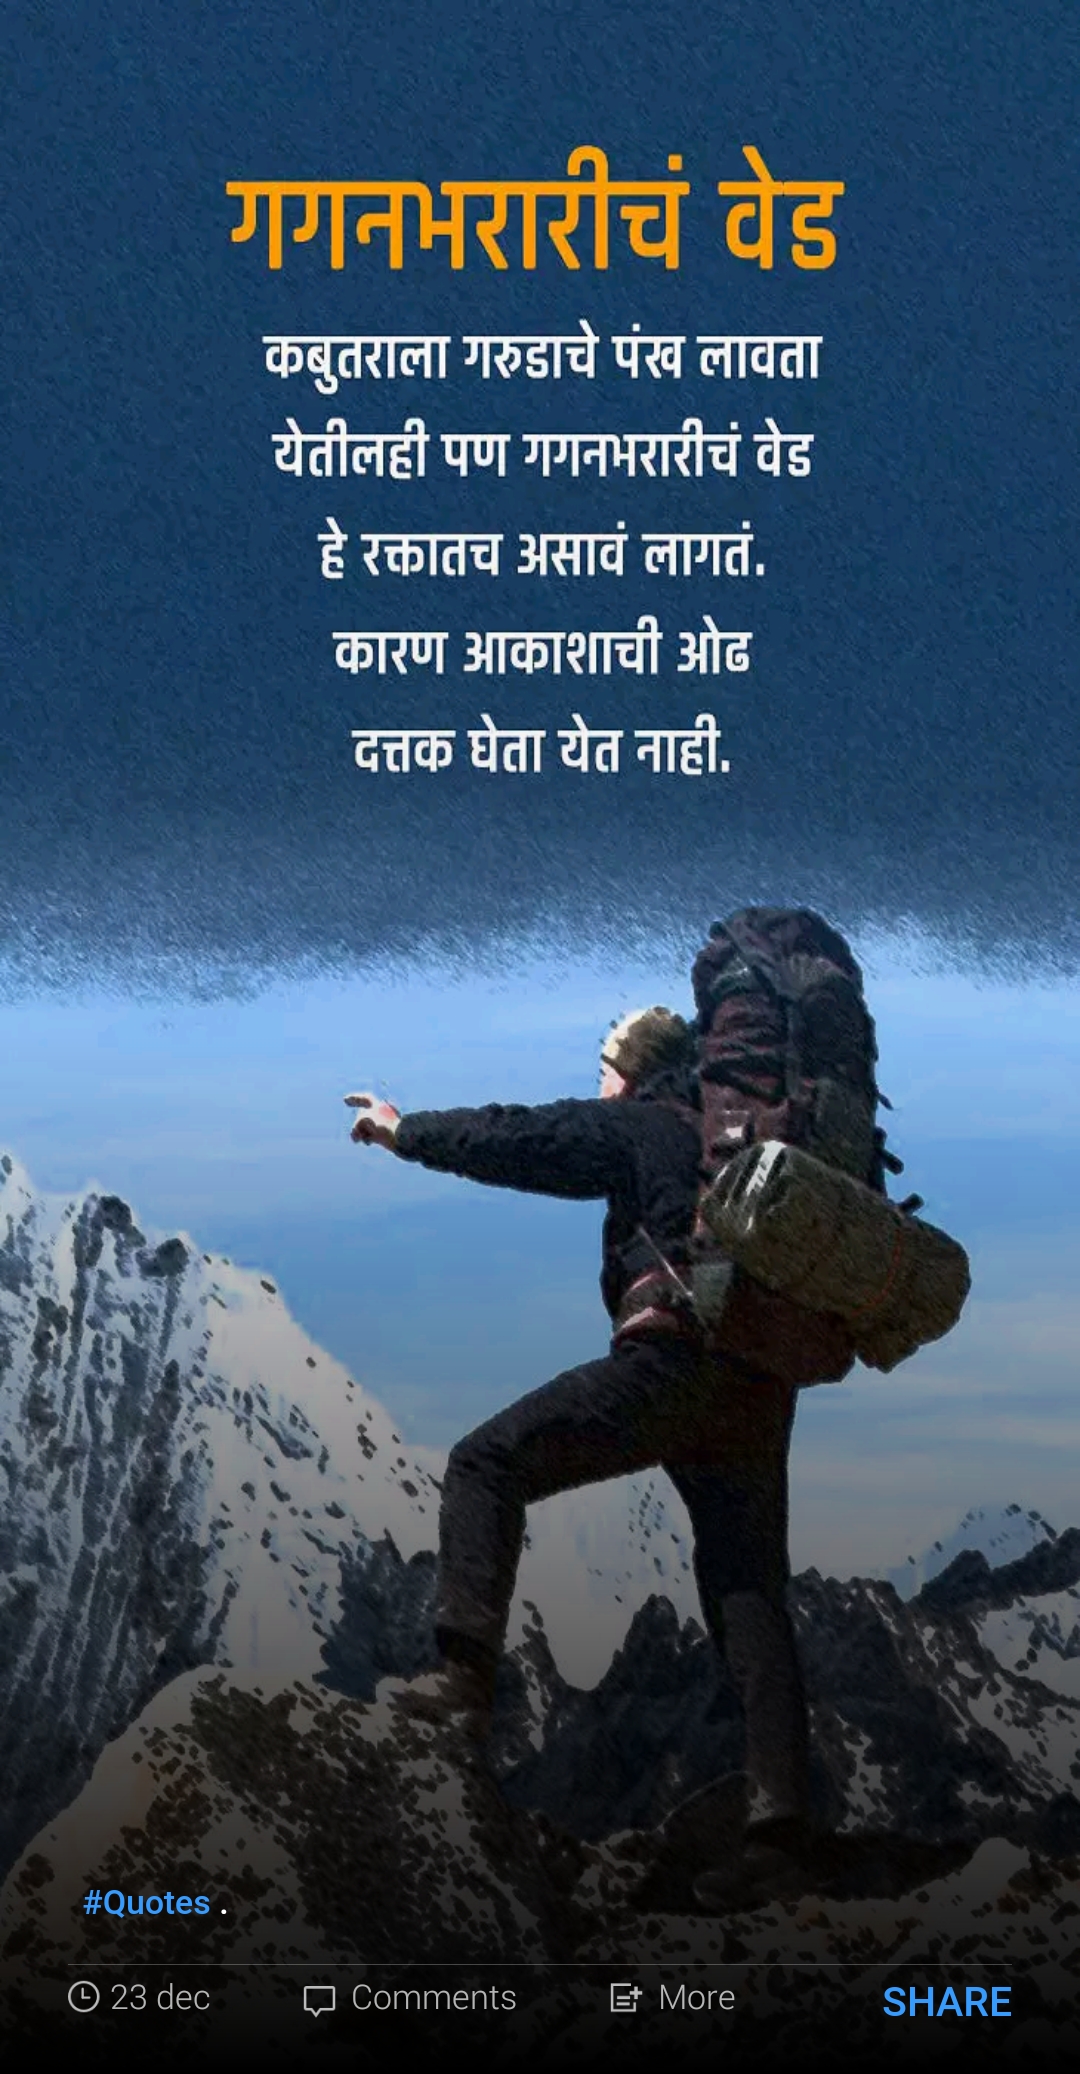 गगनभरारीचं वेड
कबुतराला गरुडाचे पंख लावता
येतीलही पण गगनभरारीचं वेड
हे रक्तातच असावं लागतं.
कारण आकाशाची ओढ
दत्तक घेता येत नाही.
#Quotes .
23 dec Comments More SHARE